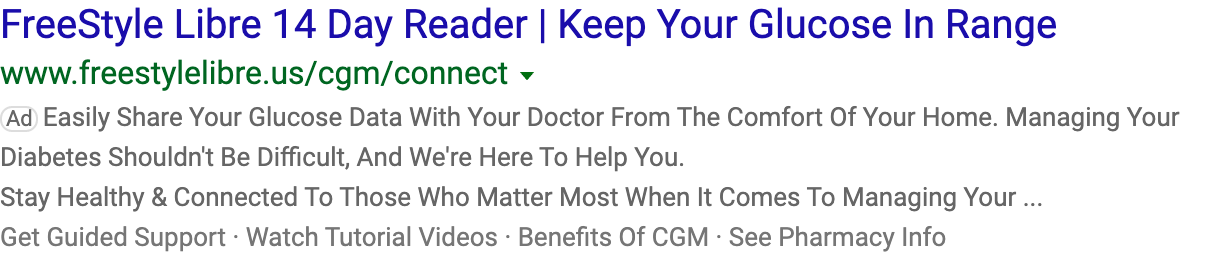 FreeStyle Libre 14 Day Reader | Keep Your Glucose In Range
www.freestylelibre.us/cgm/connect
Ad Easily Share Your Glucose Data With Your Doctor From The Comfort Of Your Home. Managing Your
Diabetes Shouldn't Be Difficult, And We're Here To Help You.
Stay Healthy & Connected To Those Who Matter Most When It Comes To Managing Your ...
Get Guided Support · Watch Tutorial Videos · Benefits Of CGM · See Pharmacy Info